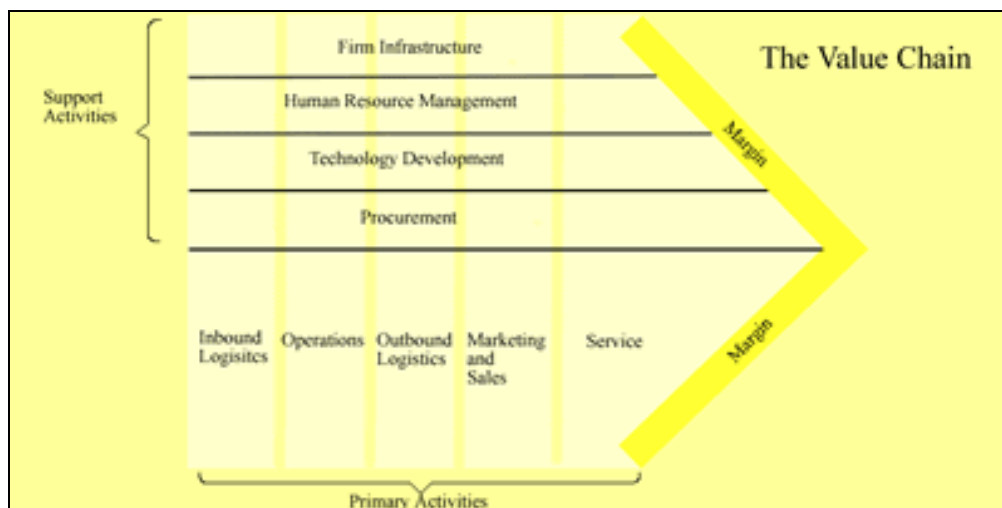 The Value Chain
Support
Activities
Firm Infrastructure
Human Resource Management
Technology Development
Procurement
Margin
Inbound
Logisitcs
Operations
Outbound
Logistics
Marketing
and
Sales
Service
Margin
Primary Activities